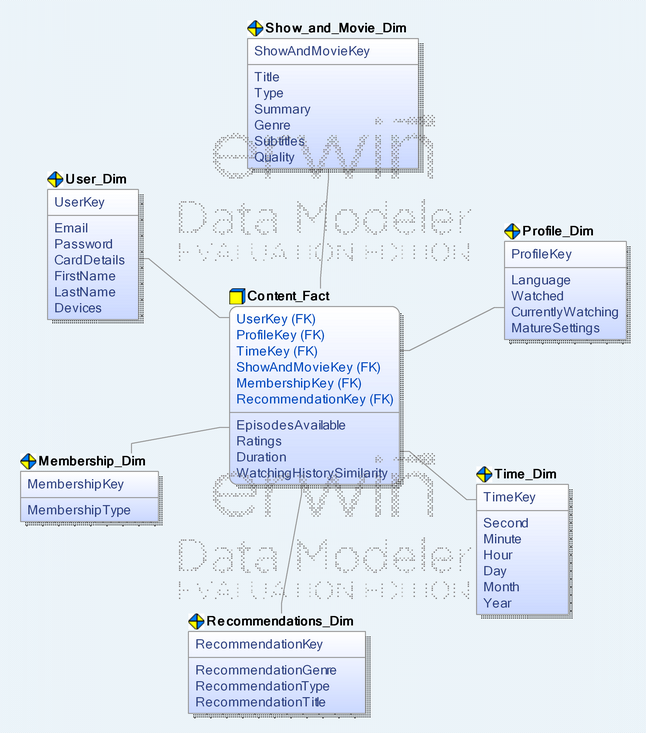 Show_and_Movie_Dim
ShowAndMovieKey
Title
Type
Summary
Genre
Subtitles
Quality
erwin
Data Modeler
EVALUATION EDITION
User_Dim
UserKey
Email
Password
CardDetails
FirstName
LastName
Devices
Profile_Dim
ProfileKey
Language
Watched
CurrentlyWatching
MatureSettings
Content_Fact
UserKey (FK)
ProfileKey (FK)
TimeKey (FK)
ShowAndMovieKey (FK)
MembershipKey (FK)
RecommendationKey (FK)
EpisodesAvailable
Ratings
Duration
WatchingHistorySimilarity
Membership_Dim
MembershipKey
MembershipType
Time_Dim
TimeKey
Second
Minute
Hour
Day
Month
Year
erwin
Data Modeler
EVALUATION EDITION
Recommendations_Dim
RecommendationKey
RecommendationGenre
RecommendationType
RecommendationTitle